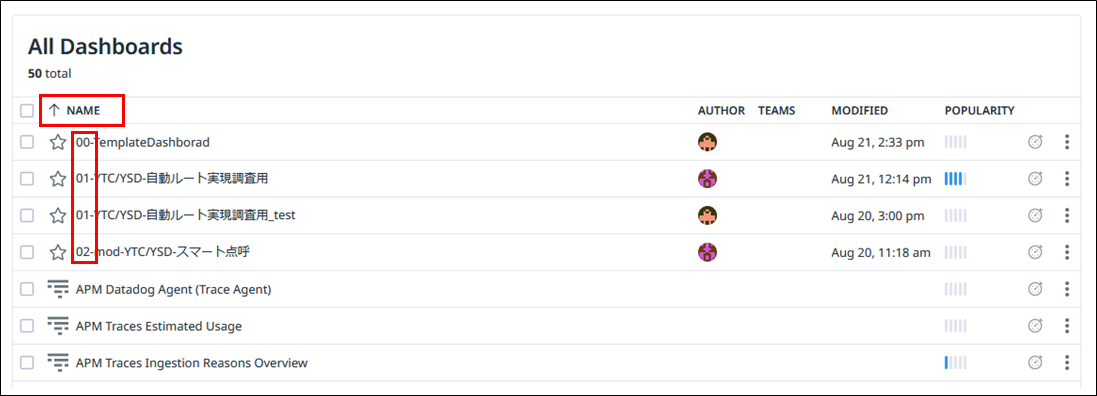 All Dashboards
50 total
NAME AUTHOR TEAMS MODIFIED POPULARITY
00-TemplateDashborad Aug 21, 2:33 pm
01-YTC/YSD-自動ルート実現調査用 Aug 21, 12:14 pm
01-YTC/YSD-自動ルート実現調査用_test Aug 20, 3:00 pm
02-mod-YTC/YSD-スマート点呼 Aug 20, 11:18 am
APM Datadog Agent (Trace Agent)
APM Traces Estimated Usage
APM Traces Ingestion Reasons Overview